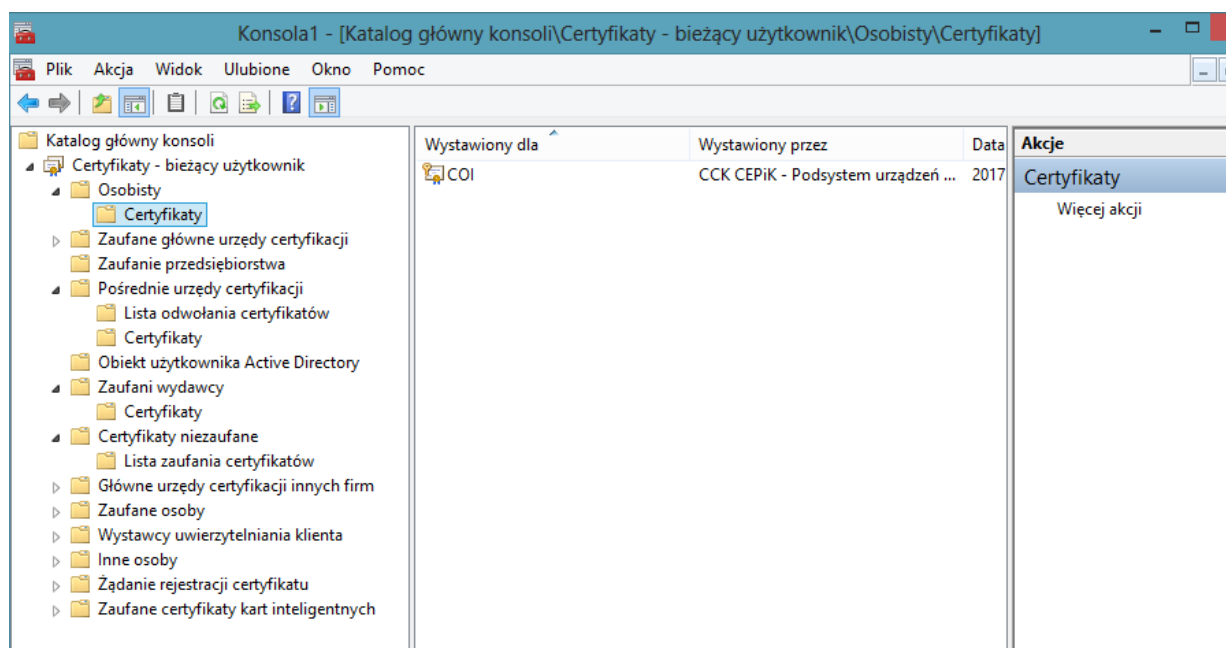 Konsola1 - [Katalog główny konsoli\Certyfikaty - bieżący użytkownik\Osobisty\Certyfikaty]
Plik Akcja Widok Ulubione Okno Pomoc
Katalog główny konsoli
Certyfikaty - bieżący użytkownik
Osobisty
Certyfikaty
Zaufane główne urzędy certyfikacji
Zaufanie przedsiębiorstwa
Pośrednie urzędy certyfikacji
Lista odwołania certyfikatów
Certyfikaty
Obiekt użytkownika Active Directory
Zaufani wydawcy
Certyfikaty
Certyfikaty niezaufane
Lista zaufania certyfikatów
Główne urzędy certyfikacji innych firm
Zaufane osoby
Wystawcy uwierzytelniania klienta
Inne osoby
Żądanie rejestracji certyfikatu
Zaufane certyfikaty kart inteligentnych
Wystawiony dla Wystawiony przez Data
COI CCK CEPiK - Podsystem urządzeń ... 2017
Akcje
Certyfikaty
Więcej akcji